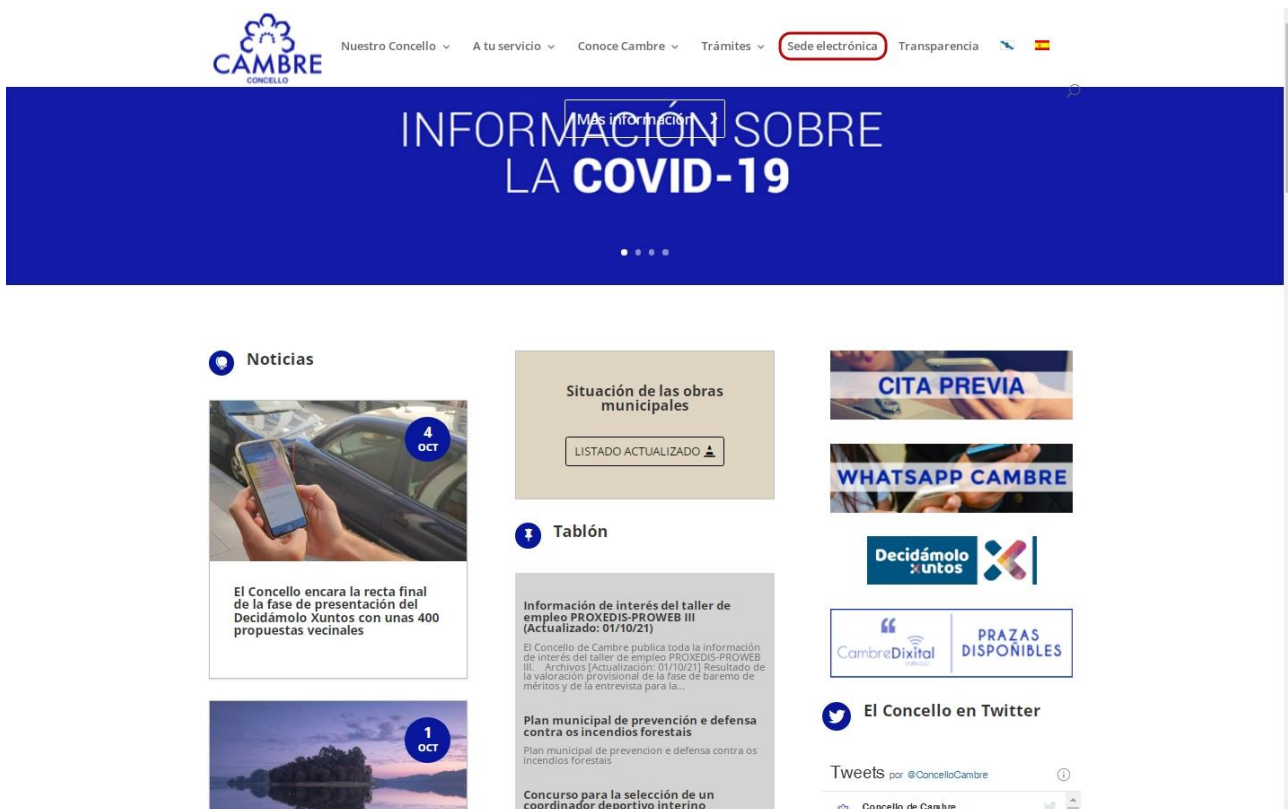 CAMBRE
CONCELLO
Nuestro Concello
A tu servicio
Conoce Cambre
Trámites
Sede electrónica
Transparencia
Más información
INFORMACIÓN SOBRE
LA COVID-19
Noticias
4
OCT
El Concello encara la recta final
de la fase de presentación del
Decidámolo Xuntos con unas 400
propuestas vecinales
1
OCT
Situación de las obras
municipales
LISTADO ACTUALIZADO
Tablón
Información de interés del taller de
empleo PROXEDIS-PROWEB III
(Actualizado: 01/10/21)
El Concello de Cambre publica toda la información
de interés del taller de empleo PROXEDIS-PROWEB
III. Archivos [Actualización: 01/10/21] Resultado de
la valoración provisional de la fase de baremo de
méritos y de la entrevista para la...
Plan municipal de prevención e defensa
contra os incendios forestais
Plan municipal de prevencion e defensa contra os
incendios forestais
Concurso para la selección de un
coordinador deportivo interino
CITA PREVIA
WHATSAPP CAMBRE
Decidámolo
xuntos
CambreDixital
PRAZAS
DISPOÑIBLES
El Concello en Twitter
Tweets por @ConcelloCambre
Concello de Cambre